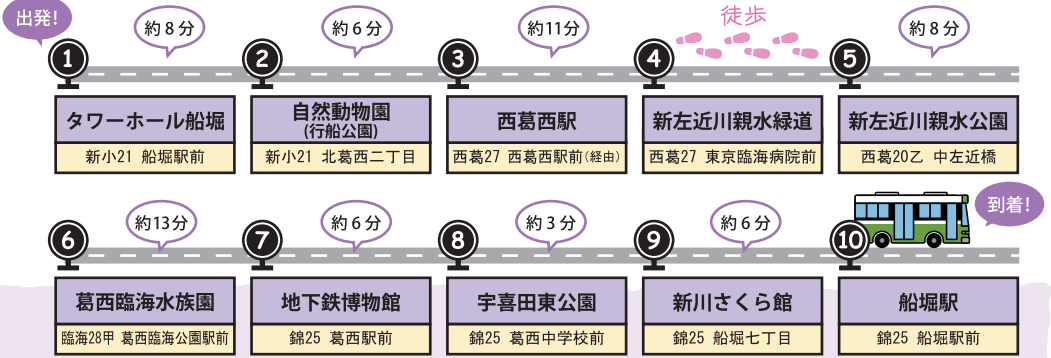 出発!
約8分
約6分
約11分
徒歩
約8分
1
2
3
4
5
タワーホール船堀
新小21 船堀駅前
自然動物園
(行船公園)
新小21 北葛西二丁目
西葛西駅
西葛27 西葛西駅前(経由)
新左近川親水緑道
西葛27 東京臨海病院前
新左近川親水公園
西葛20乙 中左近橋
約13分
約6分
約3分
約6分
到着!
6
7
8
9
10
葛西臨海水族園
臨海28甲 葛西臨海公園駅前
地下鉄博物館
錦25 葛西駅前
宇喜田東公園
錦25 葛西中学校前
新川さくら館
錦25 船堀七丁目
船堀駅
錦25 船堀駅前